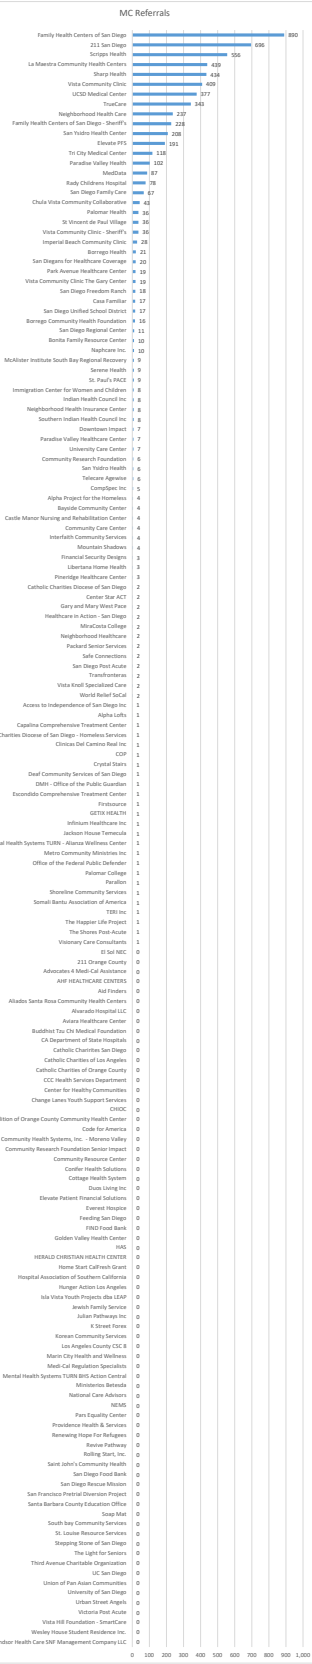 MC Referrals
Family Health Centers of San Diego 890
211 San Diego 696
Scripps Health 556
La Maestra Community Health Centers 439
Sharp Health 434
Vista Community Clinic 409
UCSD Medical Center 377
TrueCare 343
Neighborhood Health Care 237
Family Health Centers of San Diego - Sheriff's 228
San Ysidro Health Center 208
Elevate PFS 191
Tri City Medical Center 118
Paradise Valley Health 102
MedData 87
Rady Childrens Hospital 78
San Diego Family Care 67
Chula Vista Community Collaborative 43
Palomar Health 36
St Vincent de Paul Village 36
Vista Community Clinic - Sheriff's 36
Imperial Beach Community Clinic 28
Borrego Health 21
San Diegans for Healthcare Coverage 20
Park Avenue Healthcare Center 19
Vista Community Clinic The Gary Center 19
San Diego Freedom Ranch 18
Casa Familiar 17
San Diego Unified School District 17
Borrego Community Health Foundation 16
San Diego Regional Center 11
Bonita Family Resource Center 10
Naphcare Inc. 10
McAlister Institute South Bay Regional Recovery 9
Serene Health 9
St. Paul's PACE 9
Immigration Center for Women and Children 8
Indian Health Council Inc 8
Neighborhood Health Insurance Center 8
Southern Indian Health Council Inc 8
Downtown Impact 7
Paradise Valley Healthcare Center 7
University Care Center 7
Community Research Foundation 6
San Ysidro Health 6
Telecare Agewise 6
CompSpec Inc 5
Alpha Project for the Homeless 4
Bayside Community Center 4
Castle Manor Nursing and Rehabilitation Center 4
Community Care Center 4
Interfaith Community Services 4
Mountain Shadows 4
Financial Security Designs 3
Libertana Home Health 3
Pineridge Healthcare Center 3
Catholic Charities Diocese of San Diego 2
Center Star ACT 2
Gary and Mary West Pace 2
Healthcare in Action - San Diego 2
MiraCosta College 2
Neighborhood Healthcare 2
Packard Senior Services 2
Safe Connections 2
San Diego Post Acute 2
Transfronteras 2
Vista Knoll Specialized Care 2
World Relief SoCal 2
Access to Independence of San Diego Inc 1
Alpha Lofts 1
Capalina Comprehensive Treatment Center 1
Charities Diocese of San Diego - Homeless Services 1
Clinicas Del Camino Real Inc 1
COP 1
Crystal Stairs 1
Deaf Community Services of San Diego 1
DMH - Office of the Public Guardian 1
Escondido Comprehensive Treatment Center 1
Firstsource 1
GETIX HEALTH 1
Infinium Healthcare Inc 1
Jackson House Temecula 1
al Health Systems TURN - Alianza Wellness Center 1
Metro Community Ministries Inc 1
Office of the Federal Public Defender 1
Palomar College 1
Parallon 1
Shoreline Community Services 1
Somali Bantu Association of America 1
TERI Inc 1
The Happier Life Project 1
The Shores Post-Acute 1
Visionary Care Consultants 1
El Sol NEC 0
211 Orange County 0
Advocates 4 Medi-Cal Assistance 0
AHF HEALTHCARE CENTERS 0
Aid Finders 0
Aliados Santa Rosa Community Health Centers 0
Alvarado Hospital LLC 0
Aviara Healthcare Center 0
Buddhist Tzu Chi Medical Foundation 0
CA Department of State Hospitals 0
Catholic Charirites San Diego 0
Catholic Charities of Los Angeles 0
Catholic Charities of Orange County 0
CCC Health Services Department 0
Center for Healthy Communities 0
Change Lanes Youth Support Services 0
CHIOC 0
lition of Orange County Community Health Center 0
Code for America 0
Community Health Systems, Inc. - Moreno Valley 0
Community Research Foundation Senior Impact 0
Community Resource Center 0
Conifer Health Solutions 0
Cottage Health System 0
Duos Living Inc 0
Elevate Patient Financial Solutions 0
Everest Hospice 0
Feeding San Diego 0
FIND Food Bank 0
Golden Valley Health Center 0
HAS 0
HERALD CHRISTIAN HEALTH CENTER 0
Home Start CalFresh Grant 0
Hospital Association of Southern California 0
Hunger Action Los Angeles 0
Isla Vista Youth Projects dba LEAP 0
Jewish Family Service 0
Julian Pathways Inc 0
K Street Forex 0
Korean Community Services 0
Los Angeles County CSC 8 0
Marin City Health and Wellness 0
Medi-Cal Regulation Specialists 0
Mental Health Systems TURN BHS Action Central 0
Ministerios Betesda 0
National Care Advisors 0
NEMS 0
Pars Equality Center 0
Providence Health & Services 0
Renewing Hope For Refugees 0
Revive Pathway 0
Rolling Start, Inc. 0
Saint John's Community Health 0
San Diego Food Bank 0
San Diego Rescue Mission 0
San Francisco Pretrial Diversion Project 0
Santa Barbara County Education Office 0
Soap Mat 0
South bay Community Services 0
St. Louise Resource Services 0
Stepping Stone of San Diego 0
The Light for Seniors 0
Third Avenue Charitable Organization 0
UC San Diego 0
Union of Pan Asian Communities 0
University of San Diego 0
Urban Street Angels 0
Victoria Post Acute 0
Vista Hill Foundation - SmartCare 0
Wesley House Student Residence Inc. 0
ndsor Health Care SNF Management Company LLC 0
0 100 200 300 400 500 600 700 800 900 1,000